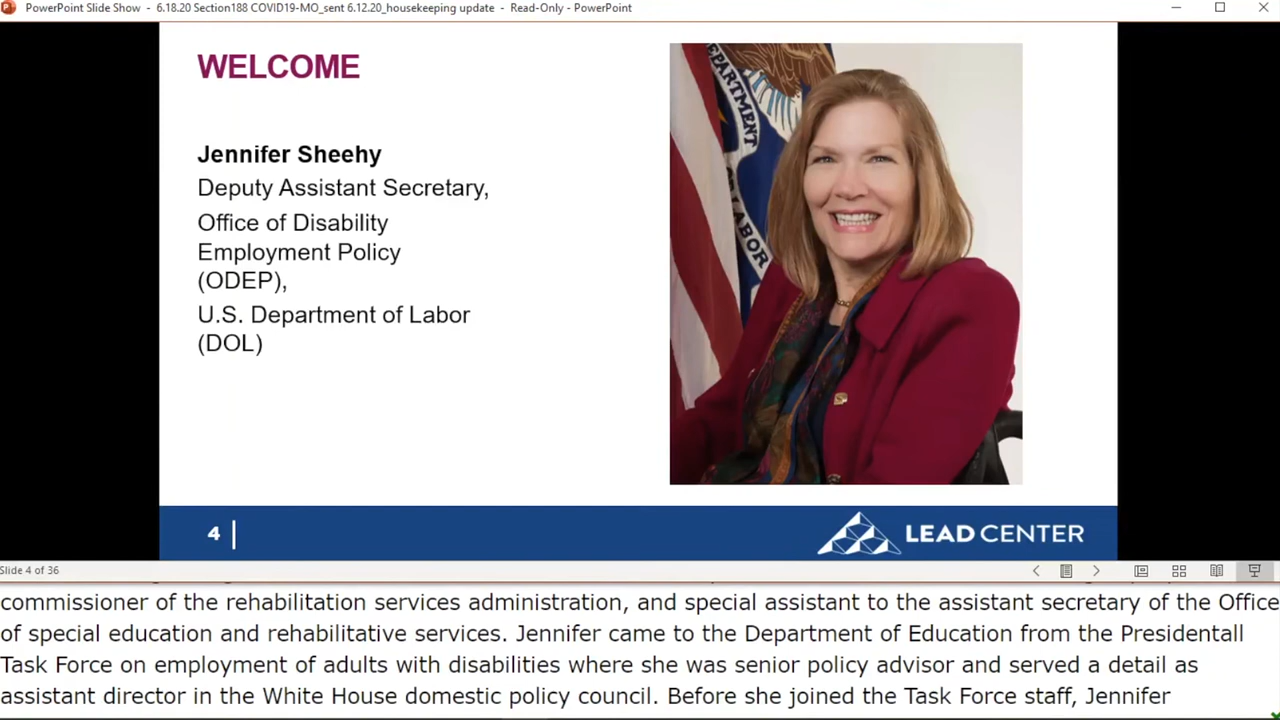 PowerPoint Slide Show - 6.18.20 Section188 COVID19-MO_sent 6.12.20_housekeeping update - Read-Only - PowerPoint
WELCOME
Jennifer Sheehy
Deputy Assistant Secretary,
Office of Disability
Employment Policy
(ODEP),
U.S. Department of Labor
(DOL)
EPARTMENT
OR LABOR
4
LEAD CENTER
Slide 4 of 36
commissioner of the rehabilitation services administration, and special assistant to the assistant secretary of the Office
of special education and rehabilitative services. Jennifer came to the Department of Education from the Presidentall
Task Force on employment of adults with disabilities where she was senior policy advisor and served a detail as
assistant director in the White House domestic policy council. Before she joined the Task Force staff, Jennifer